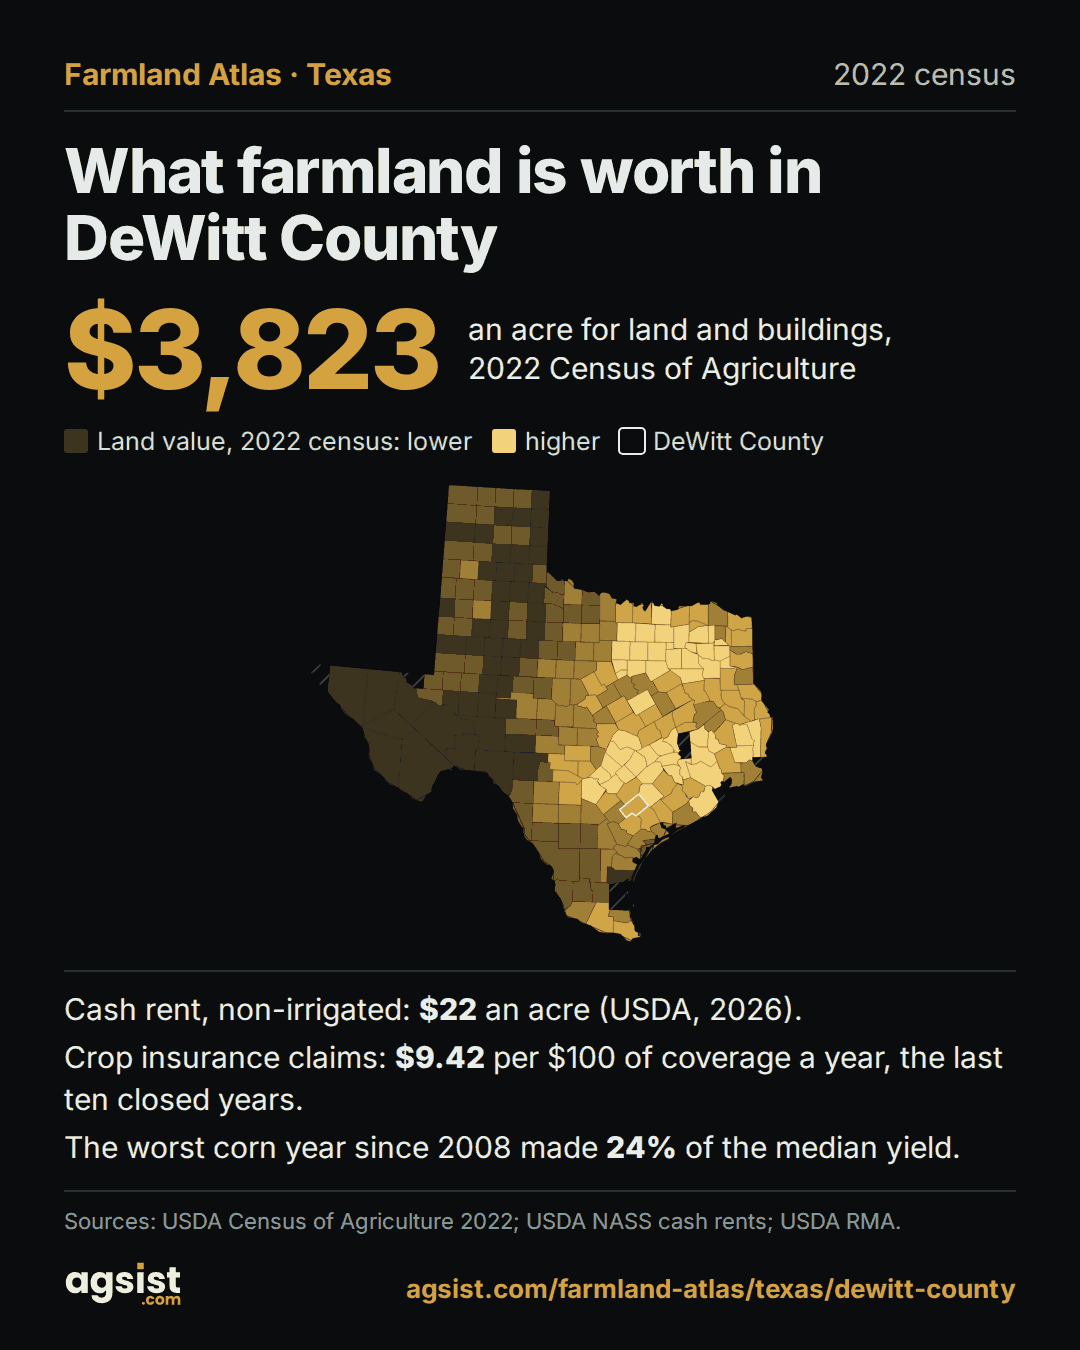 Farmland Atlas · Texas
2022 census
What farmland is worth in
DeWitt County
$3,823
an acre for land and buildings,
2022 Census of Agriculture
Land value, 2022 census: lower
higher
DeWitt County
Cash rent, non-irrigated: $22 an acre (USDA, 2026).
Crop insurance claims: $9.42 per $100 of coverage a year, the last
ten closed years.
The worst corn year since 2008 made 24% of the median yield.
Sources: USDA Census of Agriculture 2022; USDA NASS cash rents; USDA RMA.
agsist
.com
agsist.com/farmland-atlas/texas/dewitt-county